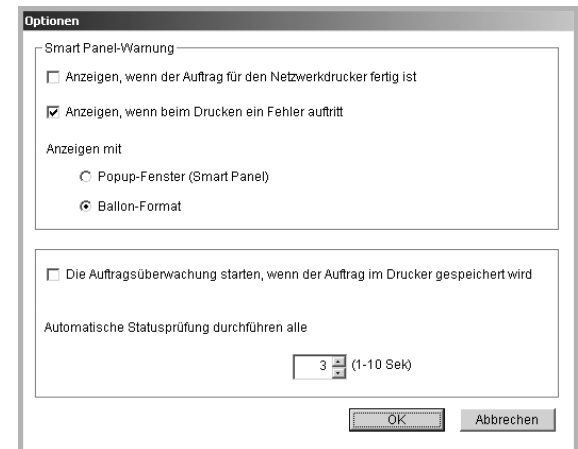 Optionen
Smart Panel-Warnung
Anzeigen, wenn der Auftrag für den Netzwerkdrucker fertig ist
Anzeigen, wenn beim Drucken ein Fehler auftritt
Anzeigen mit
Popup-Fenster (Smart Panel)
Ballon-Format
Die Auftragsüberwachung starten, wenn der Auftrag im Drucker gespeichert wird
Automatische Statusprüfung durchführen alle
3 (1-10 Sek)
OK Abbrechen